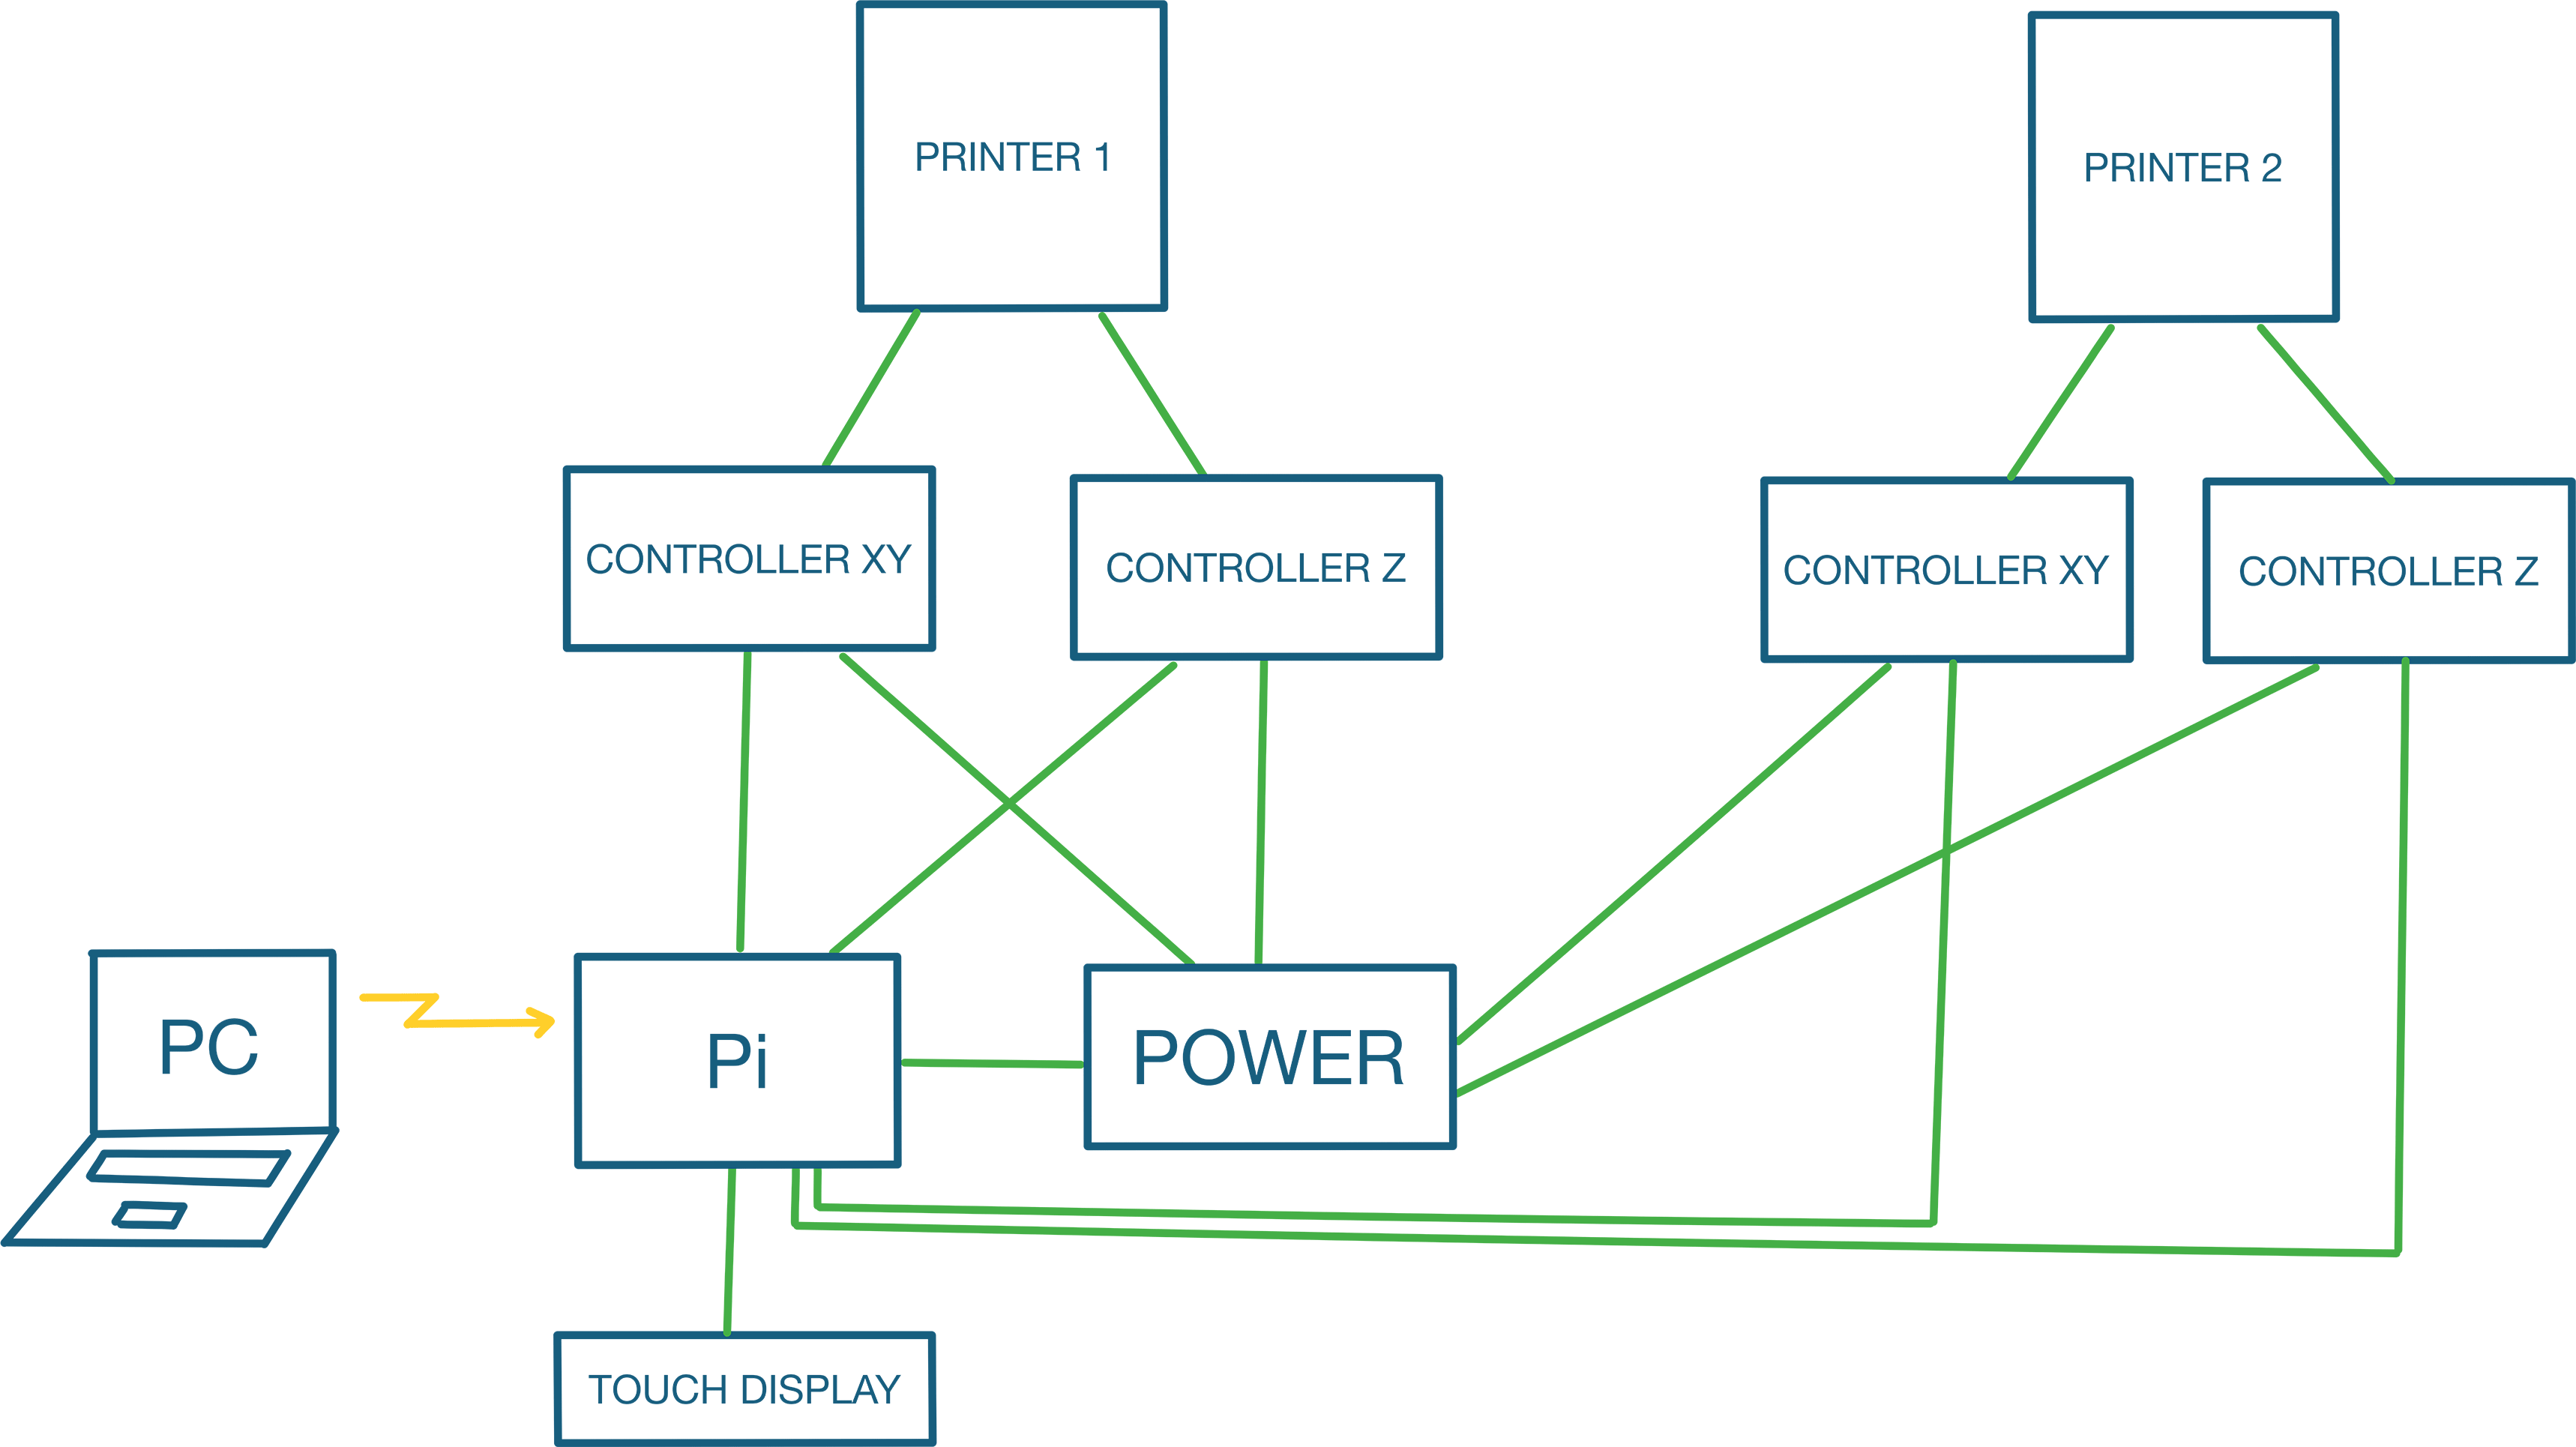 PRINTER 1
PRINTER 2
CONTROLLER XY
CONTROLLER Z
CONTROLLER XY
CONTROLLER Z
PC
Pi
POWER
TOUCH DISPLAY